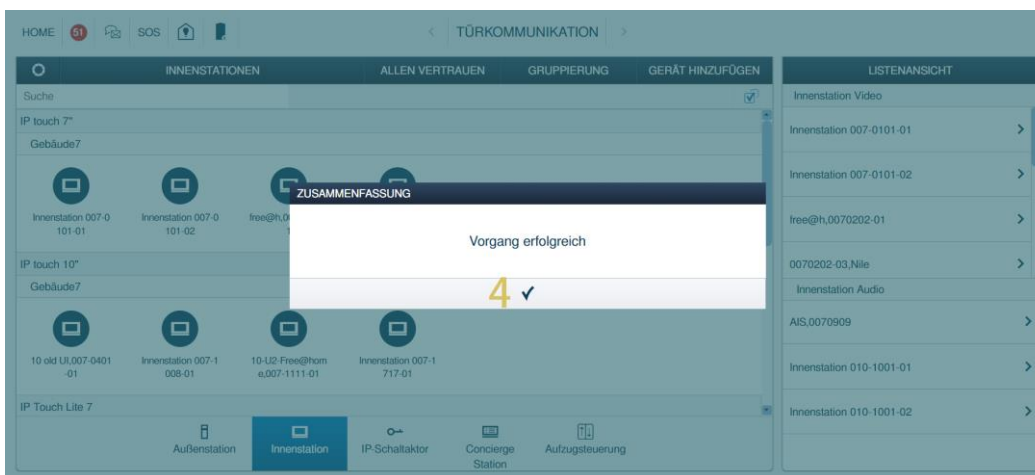 HOME 51 SOS < TÜRKOMMUNIKATION >
INNENSTATIONEN ALLEN VERTRAUEN GRUPPIERUNG GERÄT HINZUFÜGEN
Suche
IP touch 7"
Gebäude7
Innenstation 007-0
101-01
Innenstation 007-0
101-02
free@h,00
1
ZUSAMMENFASSUNG
Vorgang erfolgreich
4
IP touch 10"
Gebäude7
10 old UI,007-0401
-01
Innenstation 007-1
008-01
10-U2-Free@hom
e,007-1111-01
Innenstation 007-1
717-01
IP Touch Lite 7
Außenstation
Innenstation
IP-Schaltaktor
Concierge
Station
Aufzugsteuerung
LISTENANSICHT
Innenstation Video
Innenstation 007-0101-01
Innenstation 007-0101-02
free@h,0070202-01
0070202-03,Nile
Innenstation Audio
AIS,0070909
Innenstation 010-1001-01
Innenstation 010-1001-02